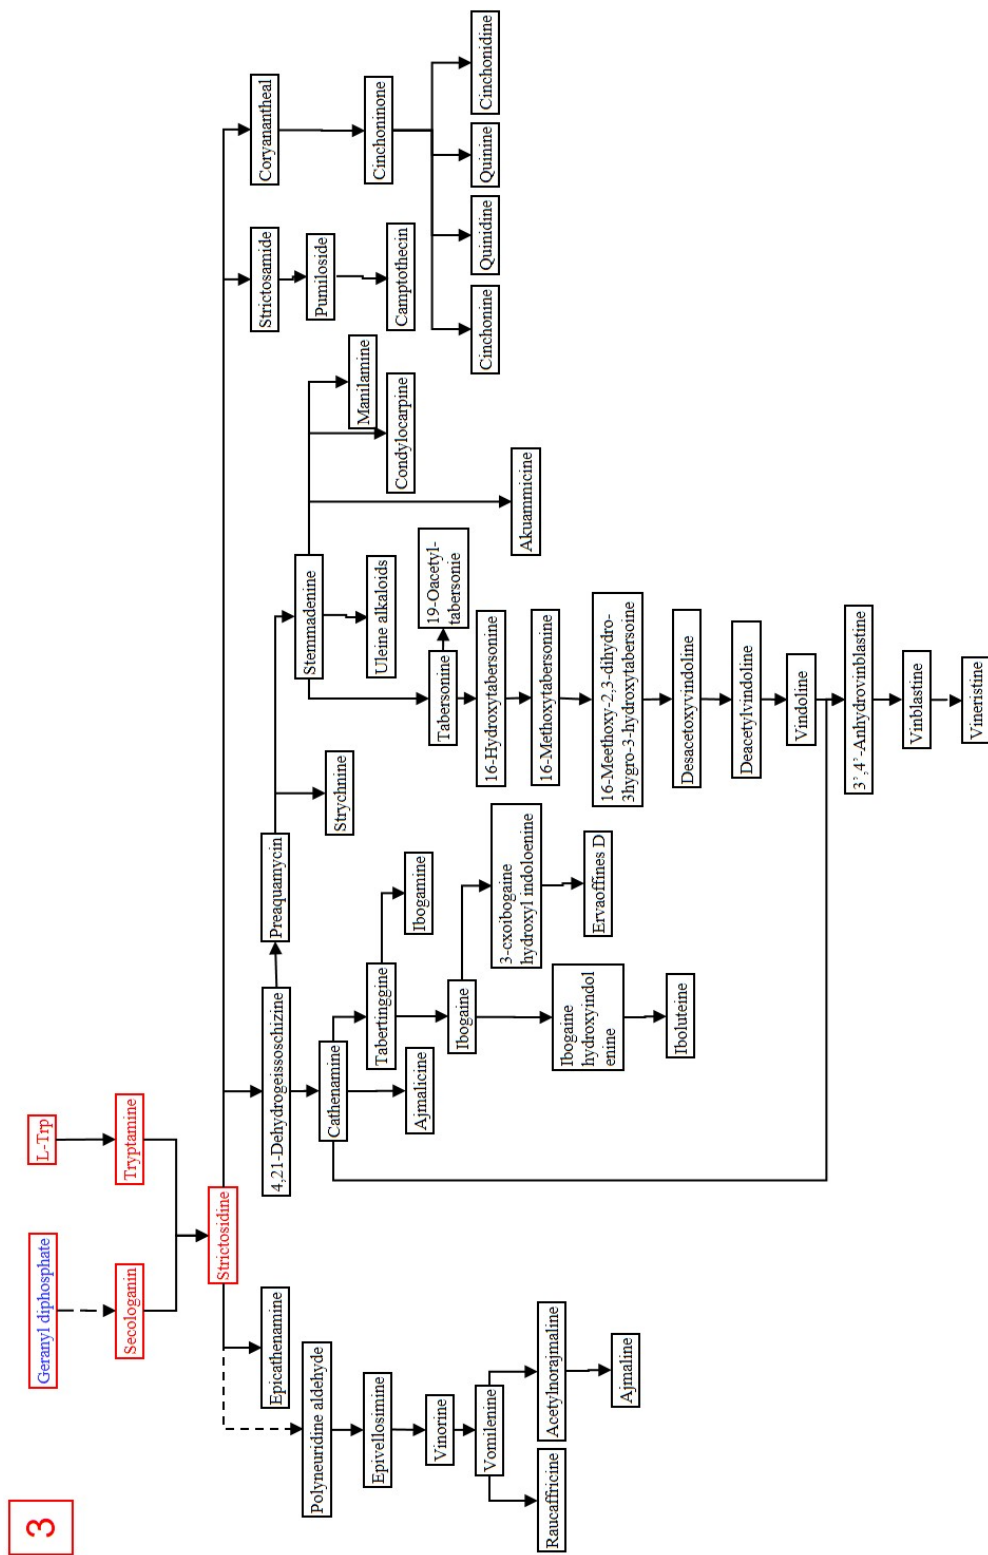 3
Geranyl diphosphate
L-Trp
Secologanin
Tryptamine
Strictosidine
Epicathenamine
4,21-Dehydrogeissoschizine
Preaquamycin
Strictosamide
Coryanantheal
Polyneuridine aldehyde
Cathenamine
Strychnine
Stemmadenine
Pumiloside
Manilamine
Epivellosimine
Tabertinggine
Uleine alkaloids
Condylocarpine
Camptothecin
Cinchoninone
Ajmalicine
Ibogamine
Vinorine
Ibogaine
Tabersonine
19-Oacetyl-
tabersonie
Vomilenine
16-Hydroxytabersonine
Cinchonine
Quinidine
Quinine
Cinchonidine
3-cxoibogaine
hydroxyl indoloenine
Akuammicine
Raucaffricine
Acetylnorajmaline
Ibogaine
hydroxyindol
enine
16-Methoxytabersonine
Ervaoffines D
16-Meethoxy-2,3-dihydro-
3hygro-3-hydroxytabersoine
Ajmaline
Iboluteine
Desacetoxyvindoline
Deacetylvindoline
Vindoline
3',4'-Anhydrovinblastine
Vinblastine
Vineristine